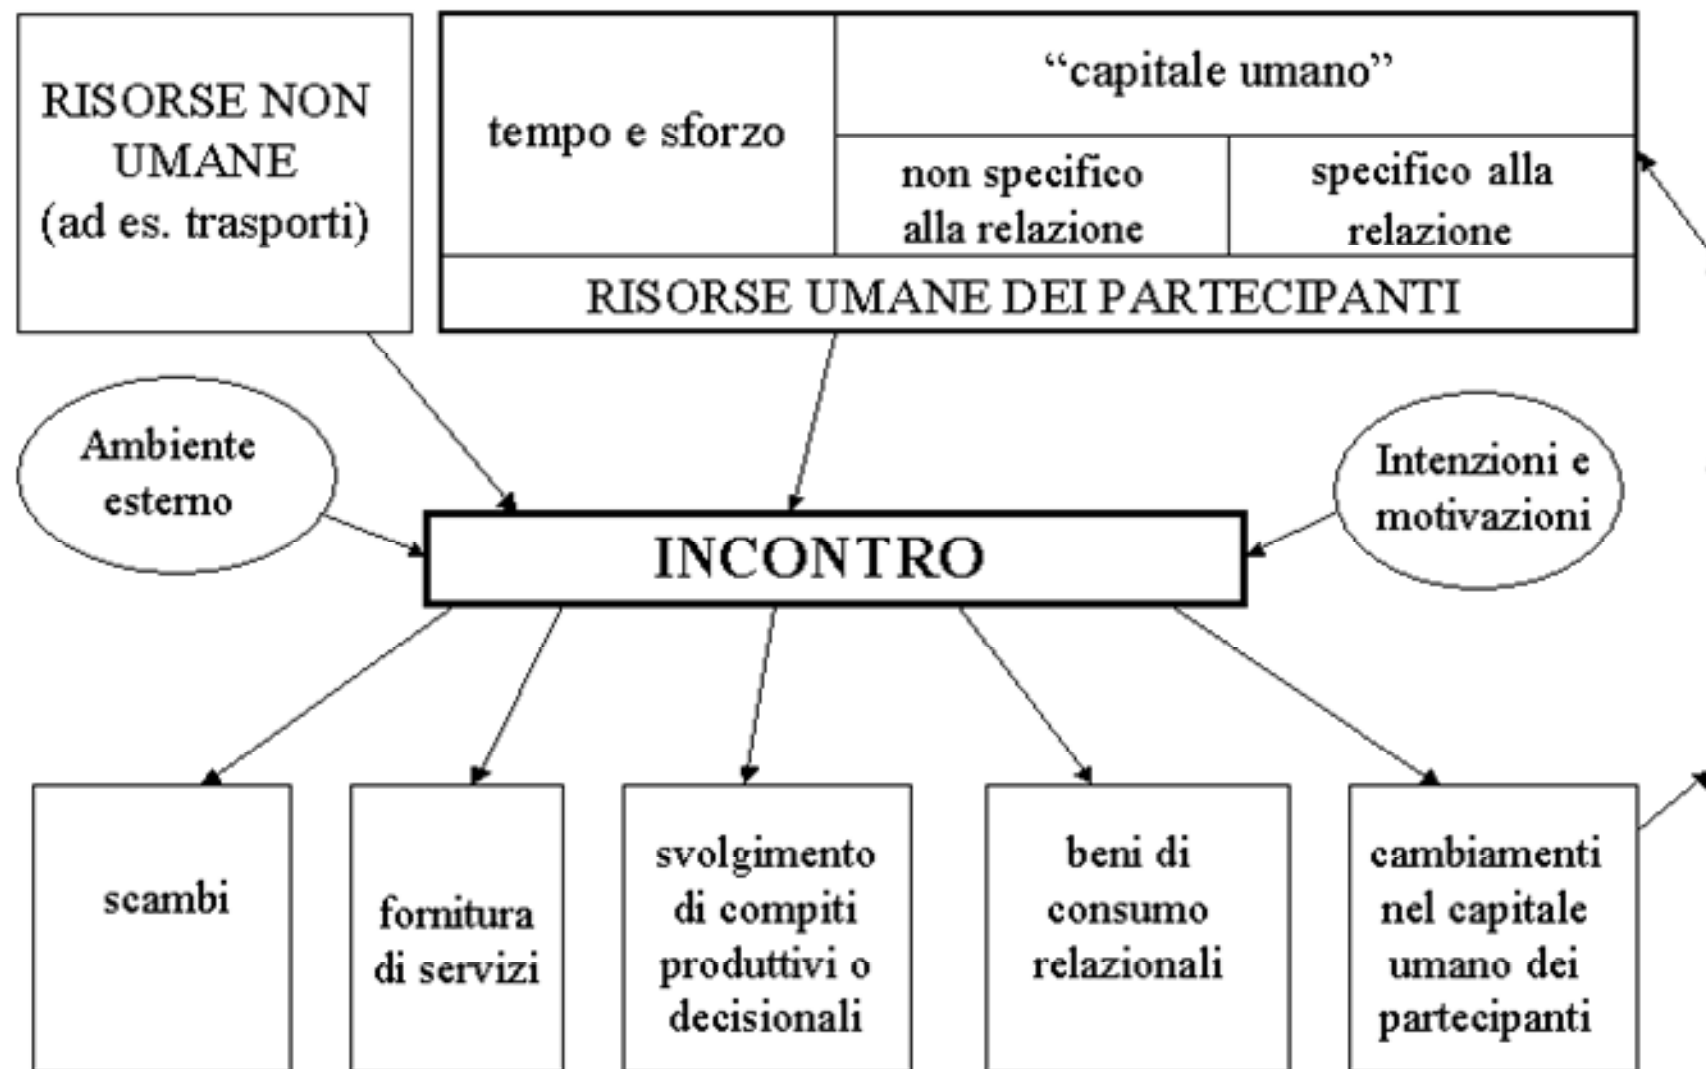 RISORSE NON
UMANE
(ad es. trasporti)
tempo e sforzo
“capitale umano”
non specifico
alla relazione
specifico alla
relazione
RISORSE UMANE DEI PARTECIPANTI
Ambiente
esterno
Intenzioni e
motivazioni
INCONTRO
scambi
fornitura
di servizi
svolgimento
di compiti
produttivi o
decisionali
beni di
consumo
relazionali
cambiamenti
nel capitale
umano dei
partecipanti